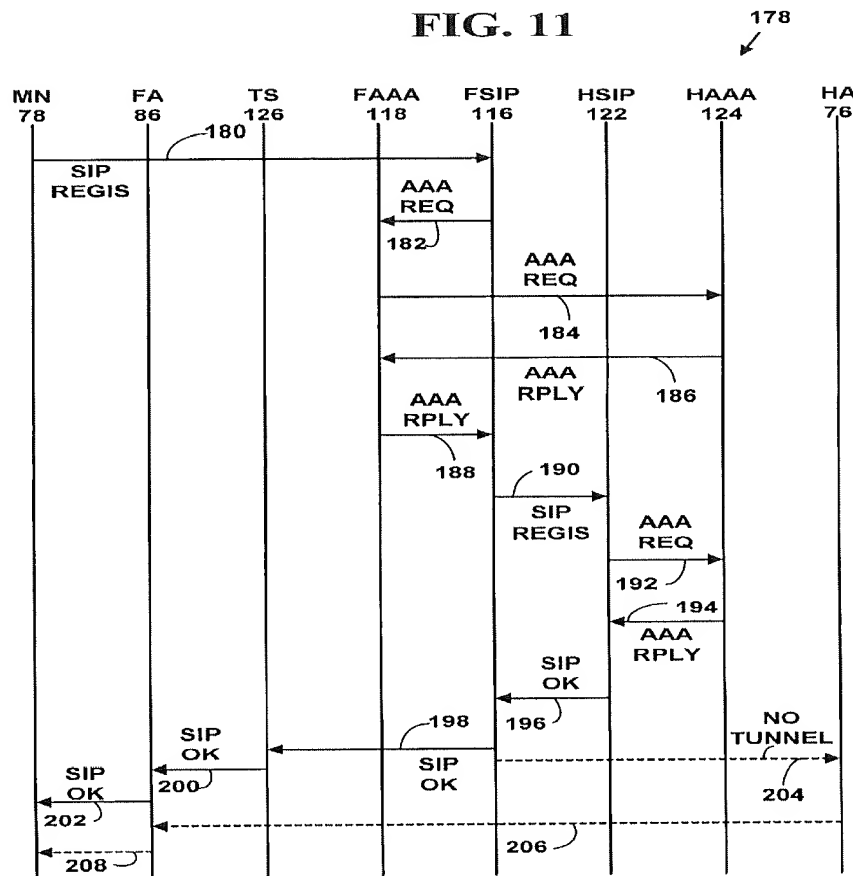 FIG. 11
178
MN FA TS FAAA FSIP HSIP HAAA HA
78 86 126 118 116 122 124 76
180
SIP
REGIS
AAA
REQ
182
AAA
REQ
184
AAA
RPLY
186
AAA
RPLY
188
190
SIP
REGIS
AAA
REQ
192
194
AAA
RPLY
SIP
OK
196
198
SIP
OK
NO
TUNNEL
204
SIP
OK
200
SIP
OK
202
206
208